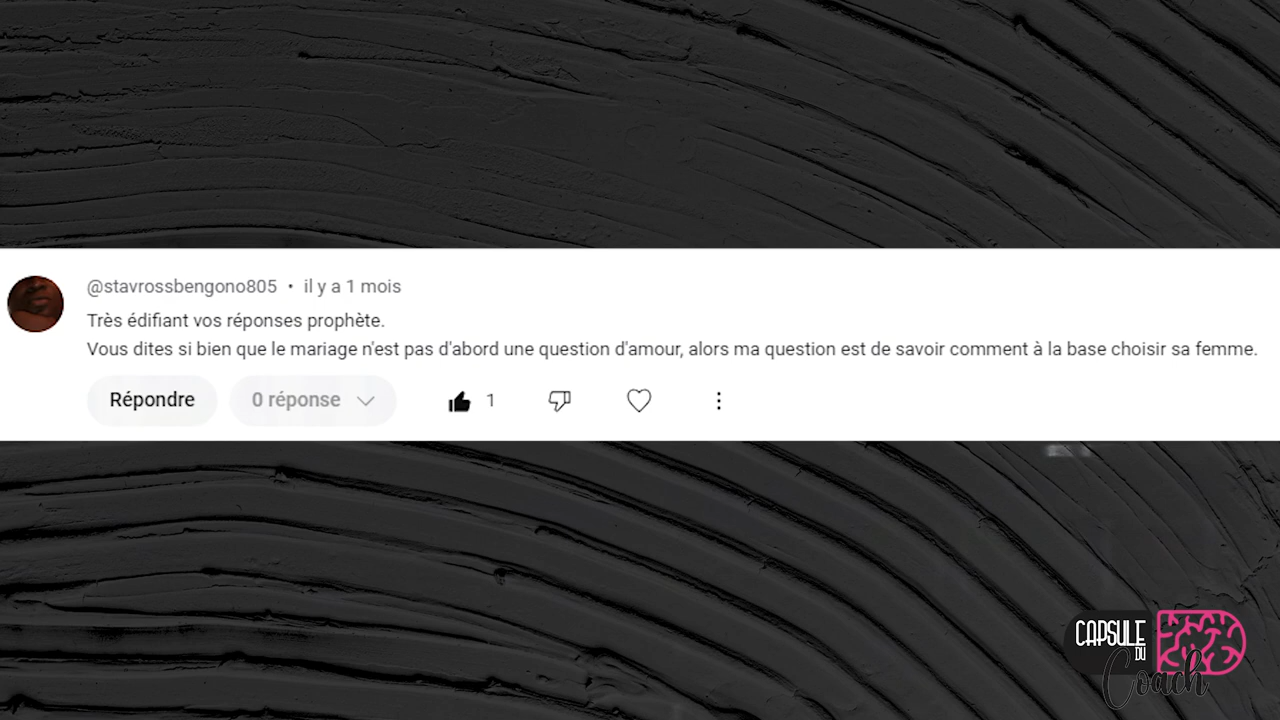 @stavrossbengono805 • il y a 1 mois
Très édifiant vos réponses prophète.
Vous dites si bien que le mariage n'est pas d'abord une question d'amour, alors ma question est de savoir comment à la base choisir sa femme.
Répondre 0 réponse 1
CAPSULE
DU
Coach